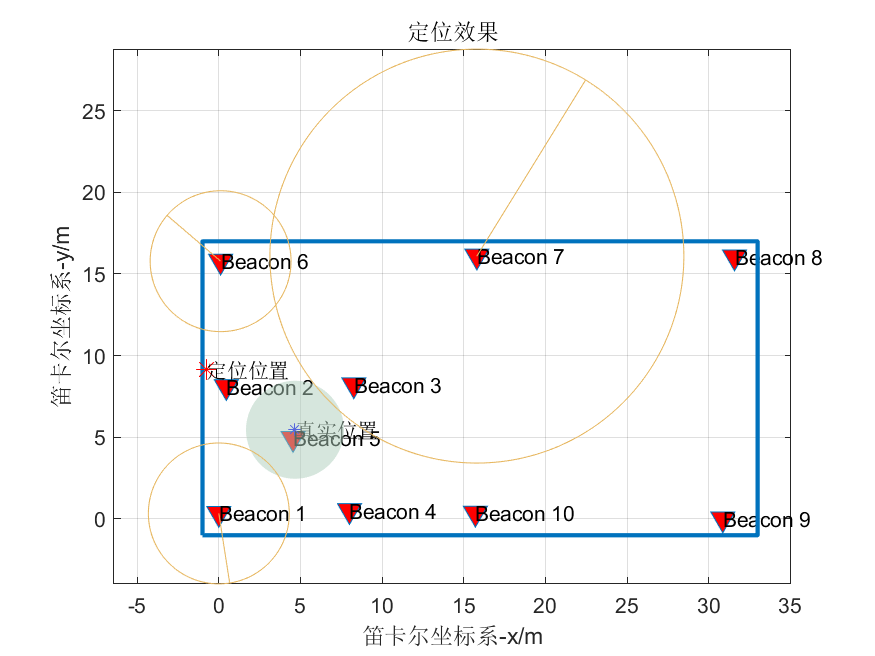 定位效果
25
20
15
10
5
0
笛卡尔坐标系-y/m
Beacon 6
Beacon 7
Beacon 8
定位位置
Beacon 2
Beacon 3
真实位置
Beacon 5
Beacon 1
Beacon 4
Beacon 10
Beacon 9
-5 0 5 10 15 20 25 30 35
笛卡尔坐标系-x/m